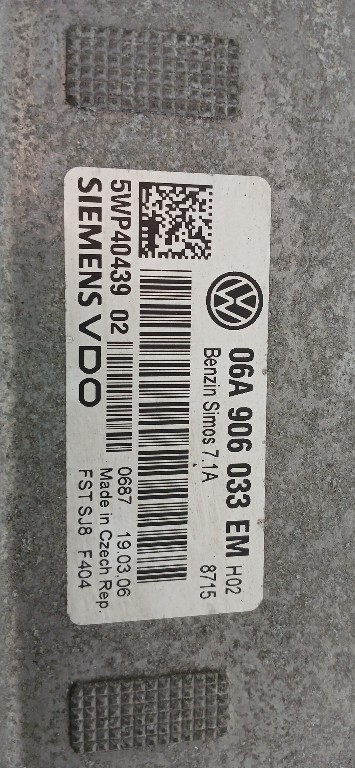 VW
06A 906 033 EM H02
Benzin Simos 7.1A 8715
5WP40439 02 0687 19.03.06
Made in Czech Rep.
SIEMENS VDO FST SJ8 F404